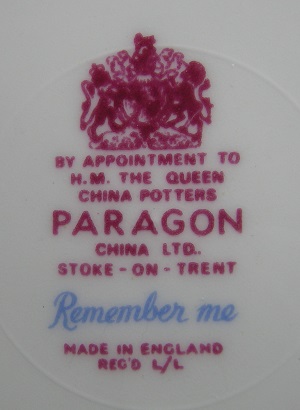 BY APPOINTMENT TO
H.M. THE QUEEN
CHINA POTTERS
PARAGON
CHINA LTD.
STOKE-ON-TRENT
Remember me
MADE IN ENGLAND
REG'D L/L